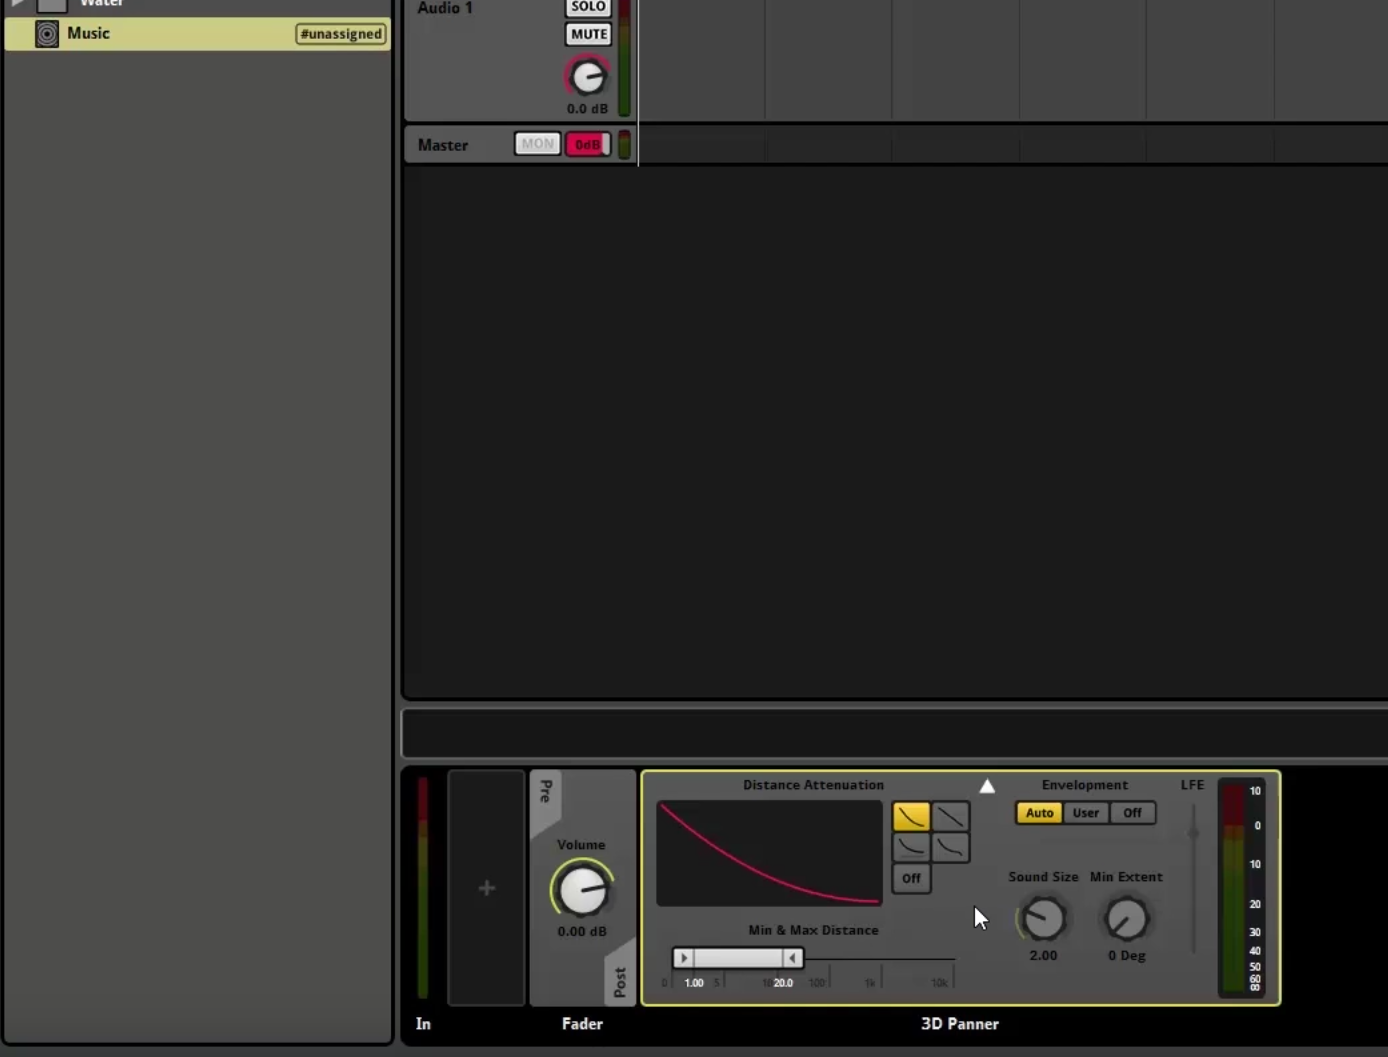 Water
Music
#unassigned
Audio 1
SOLO
MUTE
0.0 dB
Master
MON
0dB
Pre
Volume
0.00 dB
Post
Distance Attenuation
Off
Min & Max Distance
0 1.00 5 20.0 100 1k 10k
Envelopment
Auto User Off
Sound Size Min Extent
2.00 0 Deg
LFE
10
0
10
20
30
40
50
60
In
Fader
3D Panner